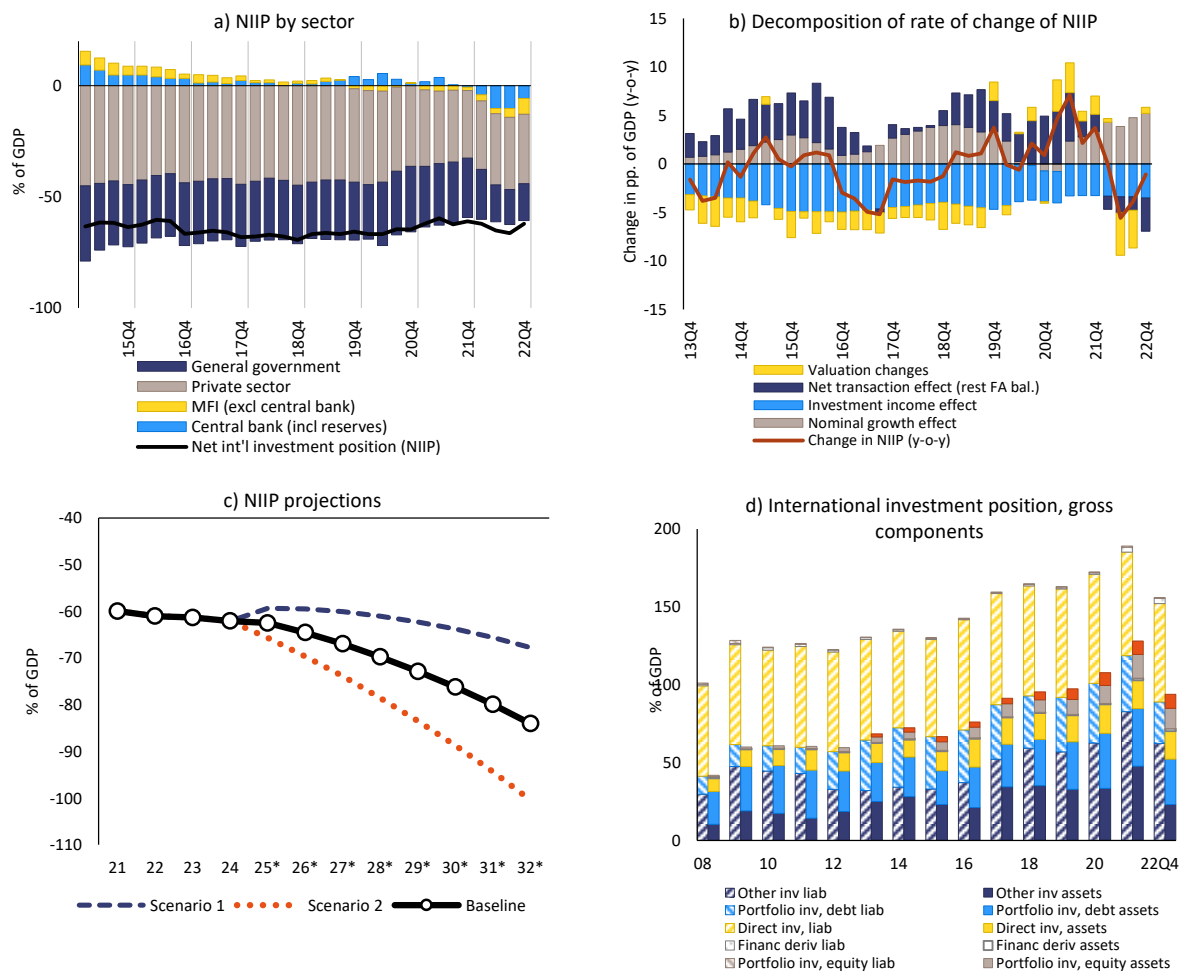 a) NIIP by sector
0
-50
-100
% of GDP
15Q4
16Q4
17Q4
18Q4
19Q4
20Q4
21Q4
22Q4
General government
Private sector
MFI (excl central bank)
Central bank (incl reserves)
Net int'l investment position (NIIP)
b) Decomposition of rate of change of NIIP
15
10
5
0
-5
-10
-15
Change in pp. of GDP (y-o-y)
13Q4
14Q4
15Q4
16Q4
17Q4
18Q4
19Q4
20Q4
21Q4
22Q4
Valuation changes
Net transaction effect (rest FA bal.)
Investment income effect
Nominal growth effect
Change in NIIP (y-o-y)
c) NIIP projections
-40
-50
-60
-70
-80
-90
-100
-110
% of GDP
21 22 23 24 25* 26* 27* 28* 29* 30* 31* 32*
Scenario 1 Scenario 2 Baseline
d) International investment position, gross
components
200
150
100
50
0
% of GDP
08 10 12 14 16 18 20 22Q4
Other inv liab Other inv assets
Portfolio inv, debt liab Portfolio inv, debt assets
Direct inv, liab Direct inv, assets
Financ deriv liab Financ deriv assets
Portfolio inv, equity liab Portfolio inv, equity assets